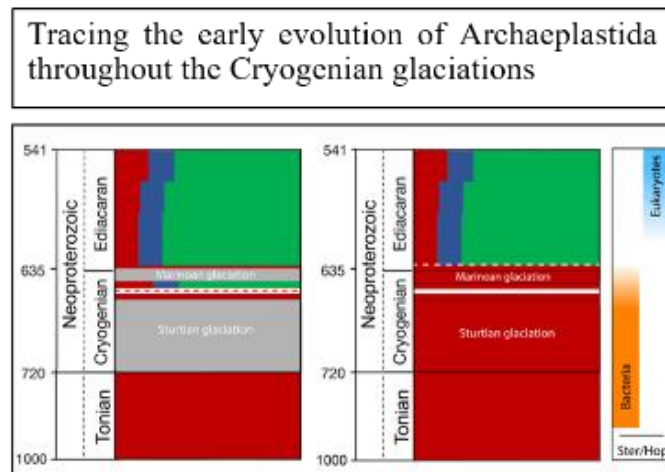 Tracing the early evolution of Archaeplastida
throughout the Cryogenian glaciations
541
635
720
1000
Neoproterozoic
Ediacaran
Cryogenian
Tonian
Marinoan glaciation
Sturtian glaciation
541
635
720
1000
Neoproterozoic
Ediacaran
Cryogenian
Tonian
Marinoan glaciation
Sturtian glaciation
Eukaryotes
Bacteria
Ster/Hop